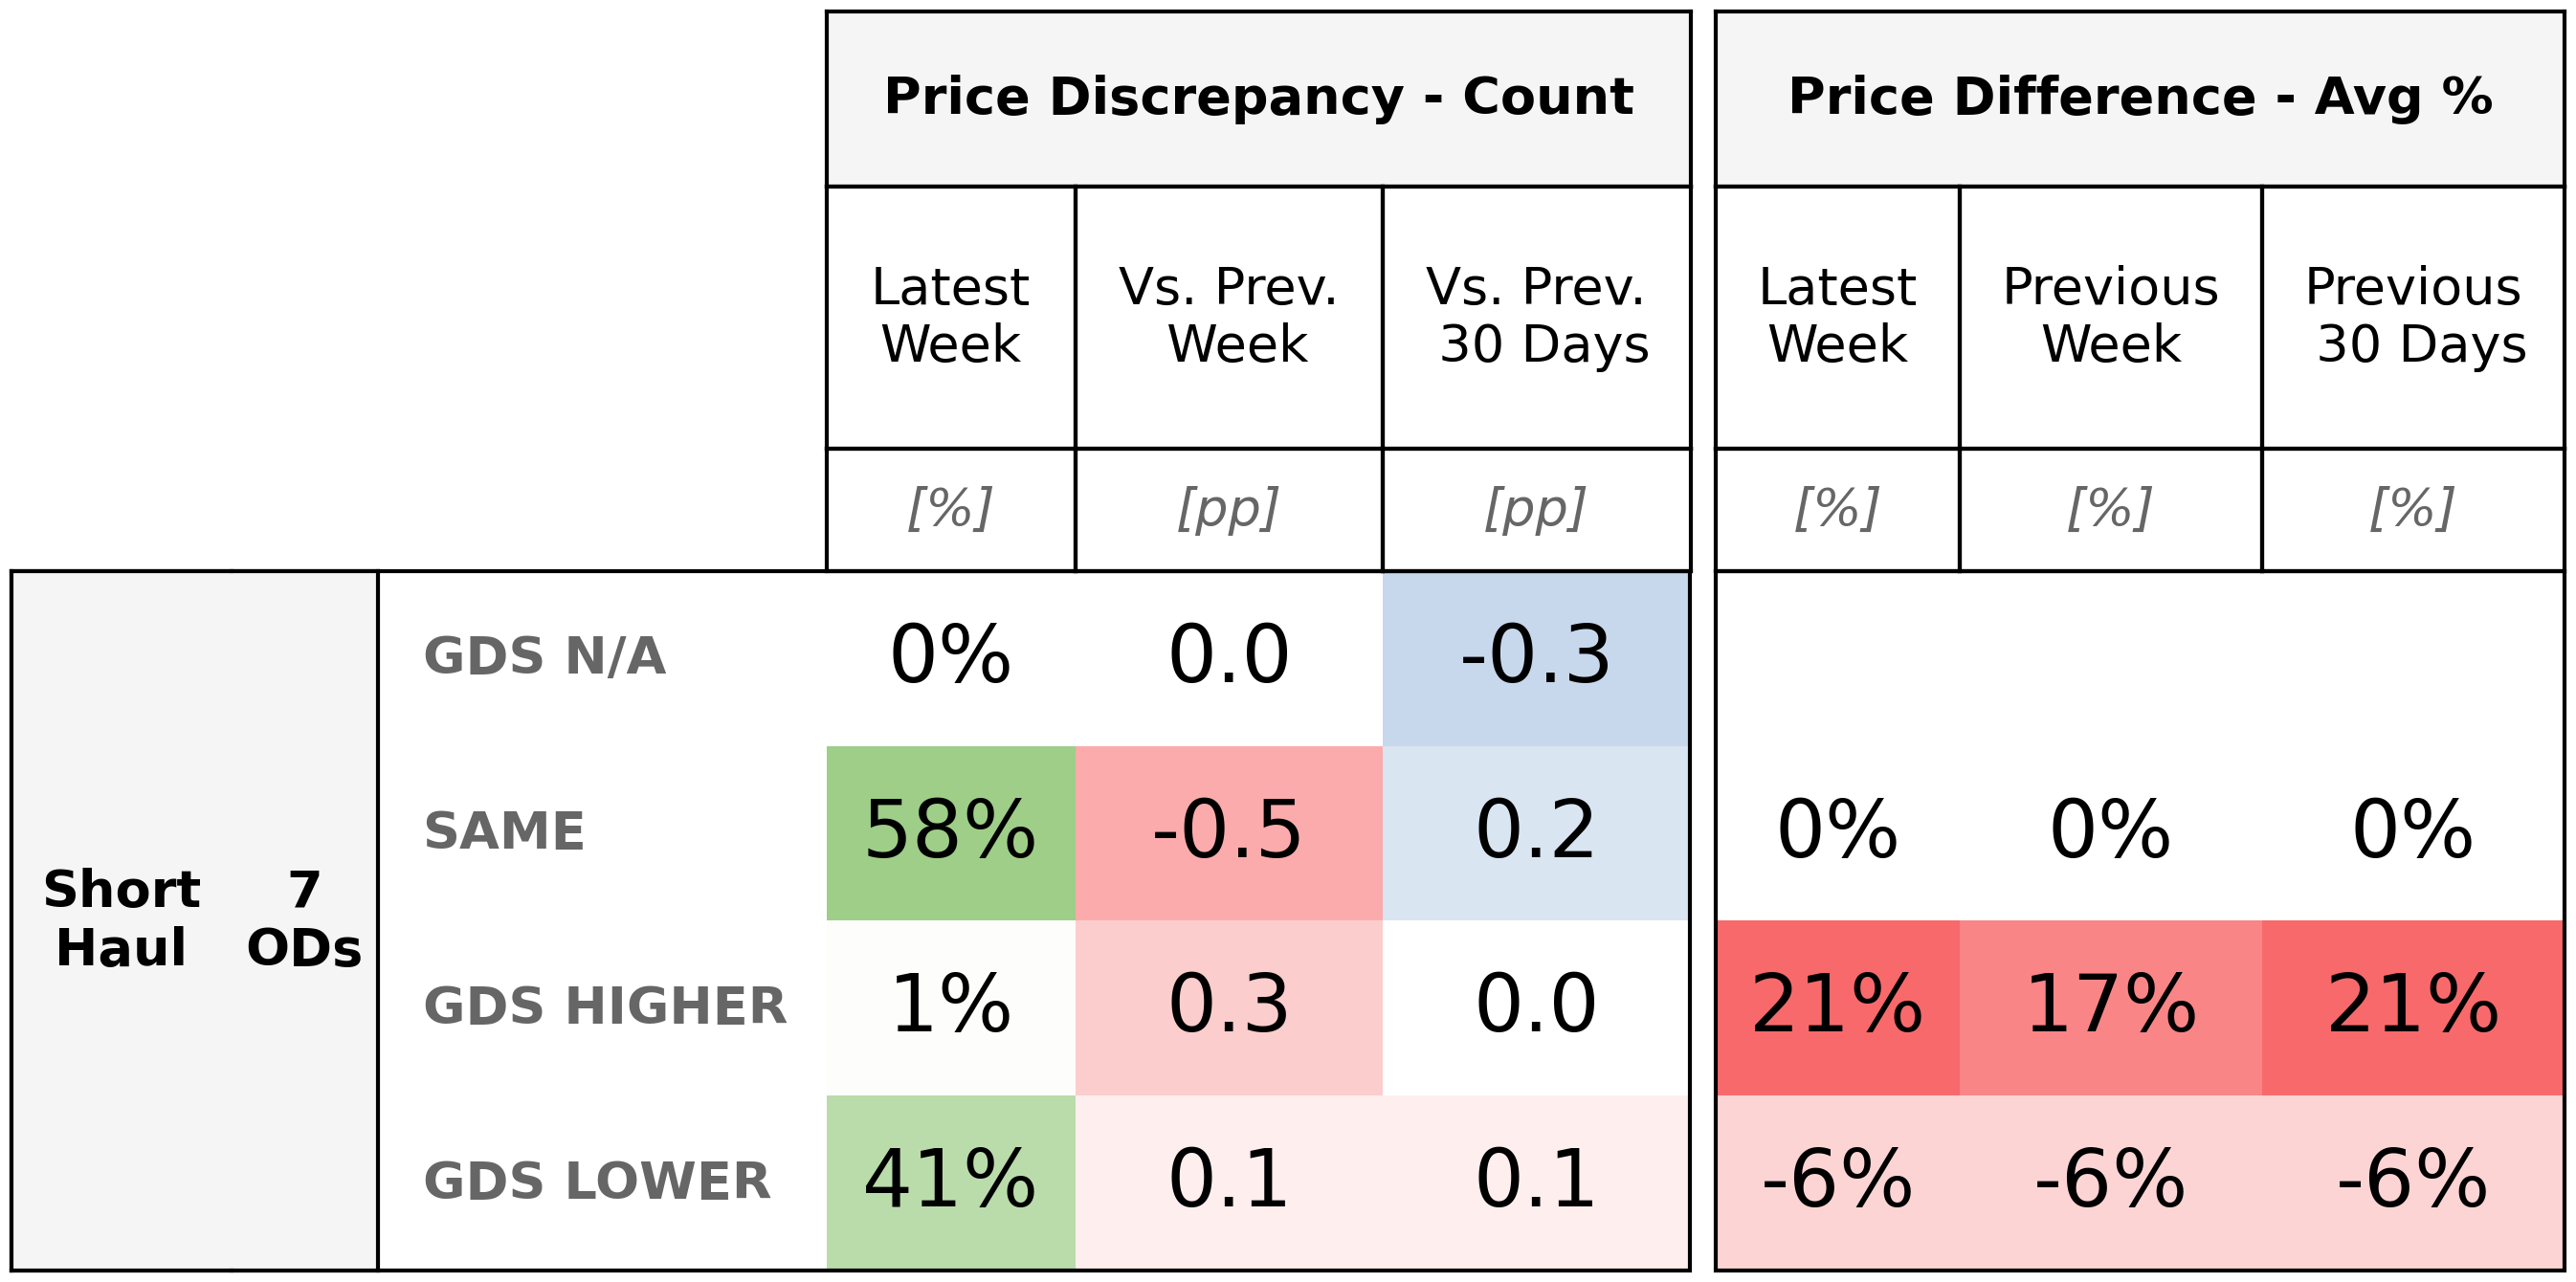 Price Discrepancy - Count Price Difference - Avg %
Latest Vs. Prev. Vs. Prev. Latest Previous Previous
Week Week 30 Days Week Week 30 Days
[%] [pp] [pp] [%] [%] [%]
GDS N/A 0% 0.0 -0.3
SAME 58% -0.5 0.2 0% 0% 0%
Short 7
Haul ODs
GDS HIGHER 1% 0.3 0.0 21% 17% 21%
GDS LOWER 41% 0.1 0.1 -6% -6% -6%